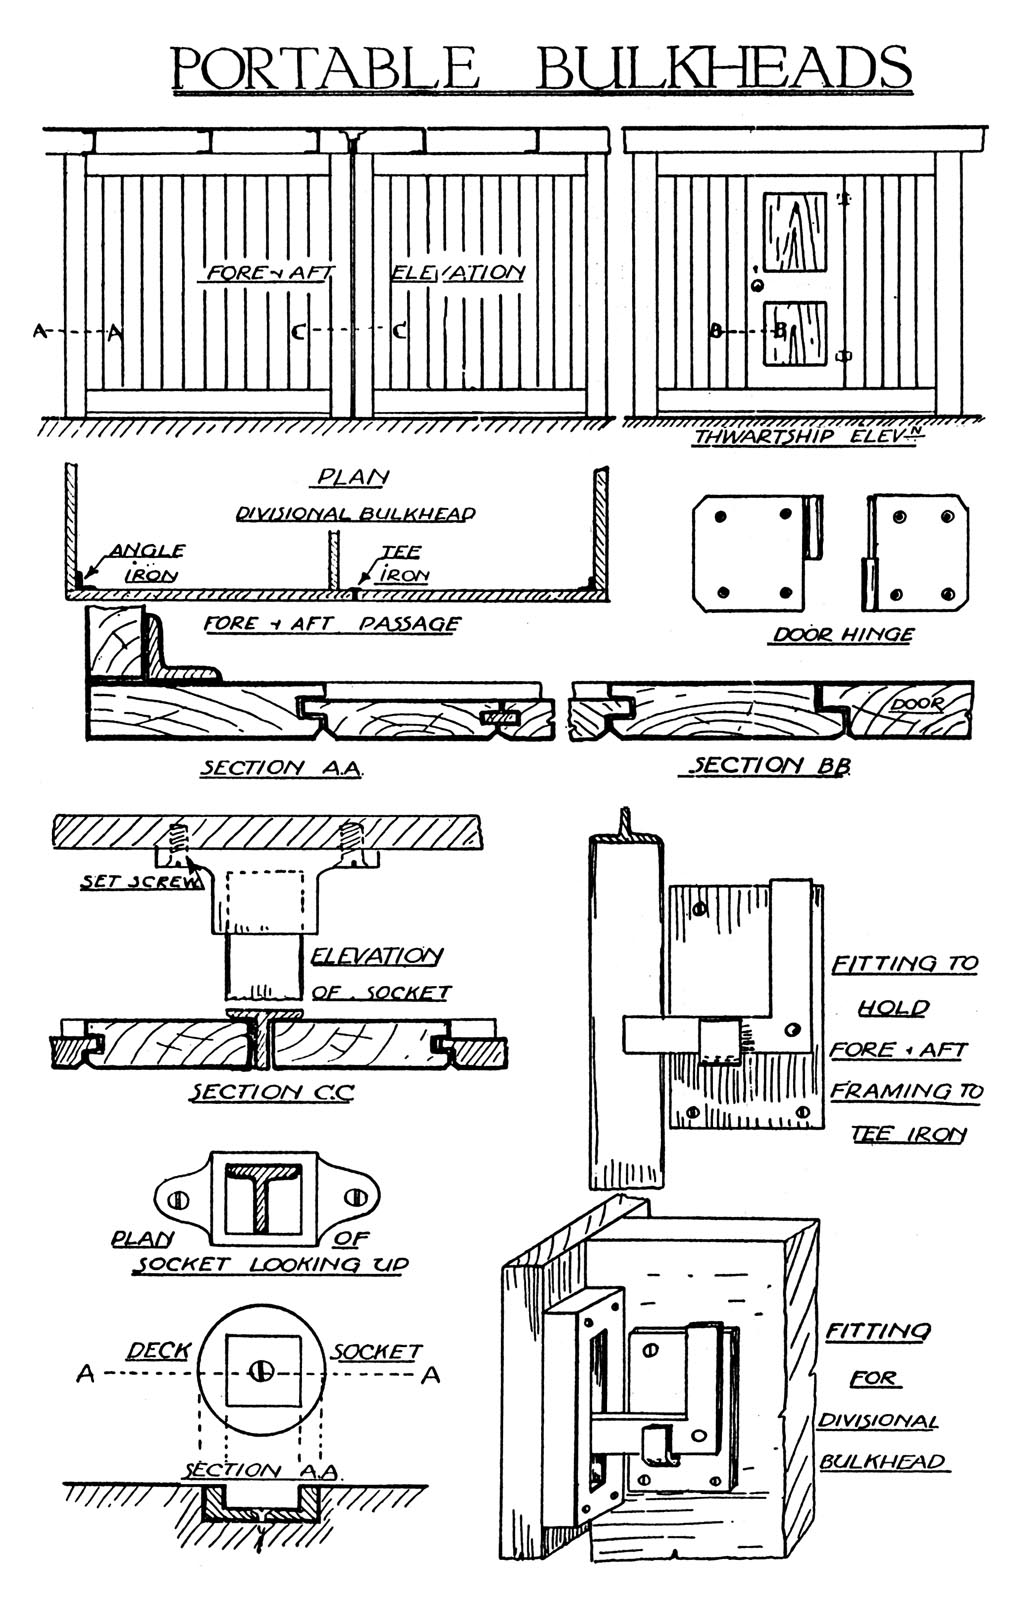 PORTABLE BULKHEADS
FORE & AFT ELEVATION
A A C C
B B
THWARTSHIP ELEVN
PLAN
DIVISIONAL BULKHEAD
ANGLE
IRON
TEE
IRON
FORE & AFT PASSAGE
DOOR HINGE
DOOR
SECTION A.A.
SECTION BB.
SET SCREW
ELEVATION
OF SOCKET
SECTION C.C
FITTING TO
HOLD
FORE & AFT
FRAMING TO
TEE IRON
PLAN OF
SOCKET LOOKING UP
DECK SOCKET
A A
SECTION A.A.
FITTING
FOR
DIVISIONAL
BULKHEAD